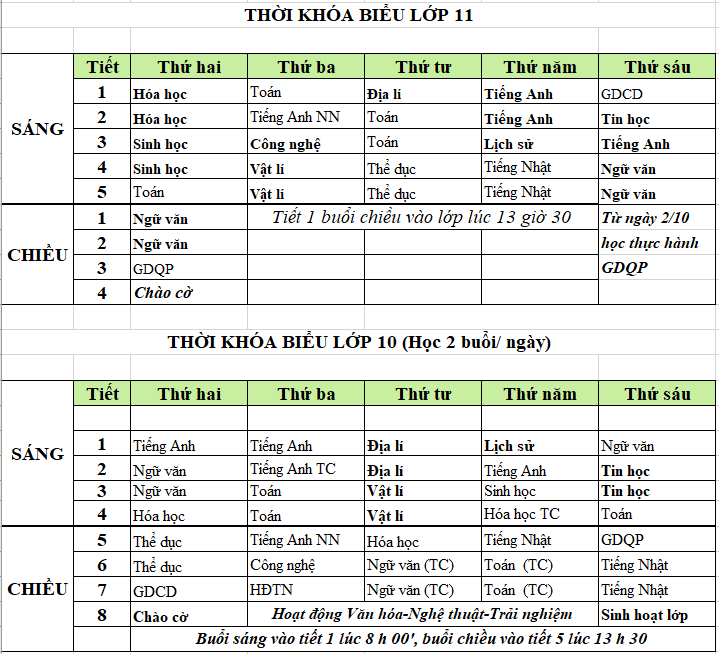 THỜI KHÓA BIỂU LỚP 11
Tiết Thứ hai Thứ ba Thứ tư Thứ năm Thứ sáu
SÁNG
1 Hóa học Toán Địa lí Tiếng Anh GDCD
2 Hóa học Tiếng Anh NN Toán Tiếng Anh Tin học
3 Sinh học Công nghệ Toán Lịch sử Tiếng Anh
4 Sinh học Vật lí Thể dục Tiếng Nhật Ngữ văn
5 Toán Vật lí Thể dục Tiếng Nhật Ngữ văn
CHIỀU
1 Ngữ văn Tiết 1 buổi chiều vào lớp lúc 13 giờ 30 Từ ngày 2/10
2 Ngữ văn học thực hành
3 GDQP GDQP
4 Chào cờ
THỜI KHÓA BIỂU LỚP 10 (Học 2 buổi/ ngày)
Tiết Thứ hai Thứ ba Thứ tư Thứ năm Thứ sáu
SÁNG
1 Tiếng Anh Tiếng Anh Địa lí Lịch sử Ngữ văn
2 Ngữ văn Tiếng Anh TC Địa lí Tiếng Anh Tin học
3 Ngữ văn Toán Vật lí Sinh học Tin học
4 Hóa học Toán Vật lí Hóa học TC Toán
CHIỀU
5 Thể dục Tiếng Anh NN Hóa học Tiếng Nhật GDQP
6 Thể dục Công nghệ Ngữ văn (TC) Toán (TC) Tiếng Nhật
7 GDCD HĐTN Ngữ văn (TC) Toán (TC) Tiếng Nhật
8 Chào cờ Hoạt động Văn hóa-Nghệ thuật-Trải nghiệm Sinh hoạt lớp
Buổi sáng vào tiết 1 lúc 8 h 00', buổi chiều vào tiết 5 lúc 13 h 30